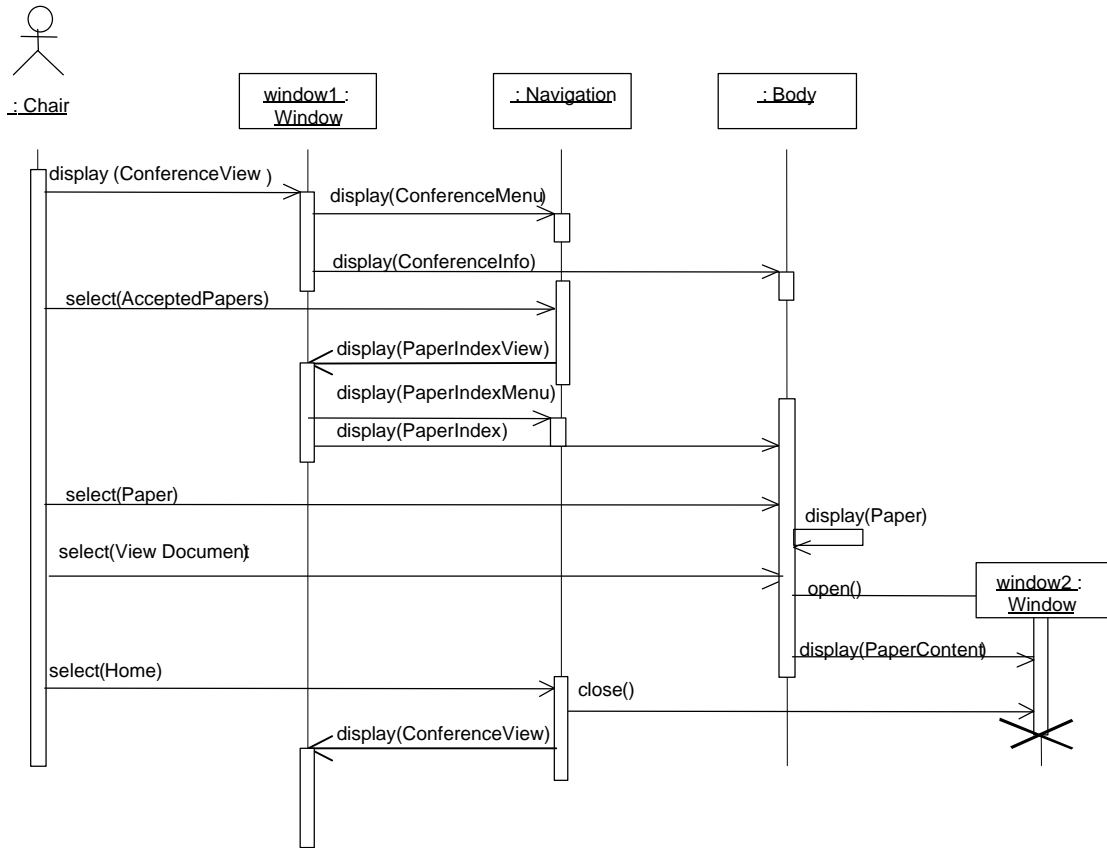 : Chair
window1 :
Window
: Navigation
: Body
display (ConferenceView )
display(ConferenceMenu)
display(ConferenceInfo)
select(AcceptedPapers)
display(PaperIndexView)
display(PaperIndexMenu)
display(PaperIndex)
select(Paper)
display(Paper)
select(View Document)
open()
window2 :
Window
display(PaperContent)
select(Home)
close()
display(ConferenceView)